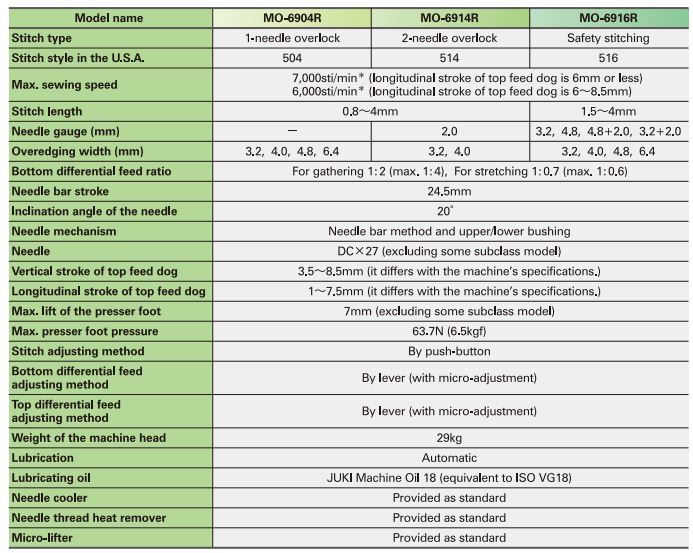 Model name MO-6904R MO-6914R MO-6916R
Stitch type 1-needle overlock 2-needle overlock Safety stitching
Stitch style in the U.S.A. 504 514 516
Max. sewing speed 7,000sti/min* (longitudinal stroke of top feed dog is 6mm or less)
6,000sti/min* (longitudinal stroke of top feed dog is 6~8.5mm)
Stitch length 0.8~4mm 1.5~4mm
Needle gauge (mm) − 2.0 3.2, 4.8, 4.8+2.0, 3.2+2.0
Overedging width (mm) 3.2, 4.0, 4.8, 6.4 3.2, 4.0 3.2, 4.0, 4.8, 6.4
Bottom differential feed ratio For gathering 1:2 (max. 1:4), For stretching 1:0.7 (max. 1:0.6)
Needle bar stroke 24.5mm
Inclination angle of the needle 20°
Needle mechanism Needle bar method and upper/lower bushing
Needle DC×27 (excluding some subclass model)
Vertical stroke of top feed dog 3.5~8.5mm (it differs with the machine's specifications.)
Longitudinal stroke of top feed dog 1~7.5mm (it differs with the machine's specifications.)
Max. lift of the presser foot 7mm (excluding some subclass model)
Max. presser foot pressure 63.7N (6.5kgf)
Stitch adjusting method By push-button
Bottom differential feed
adjusting method By lever (with micro-adjustment)
Top differential feed
adjusting method By lever (with micro-adjustment)
Weight of the machine head 29kg
Lubrication Automatic
Lubricating oil JUKI Machine Oil 18 (equivalent to ISO VG18)
Needle cooler Provided as standard
Needle thread heat remover Provided as standard
Micro-lifter Provided as standard